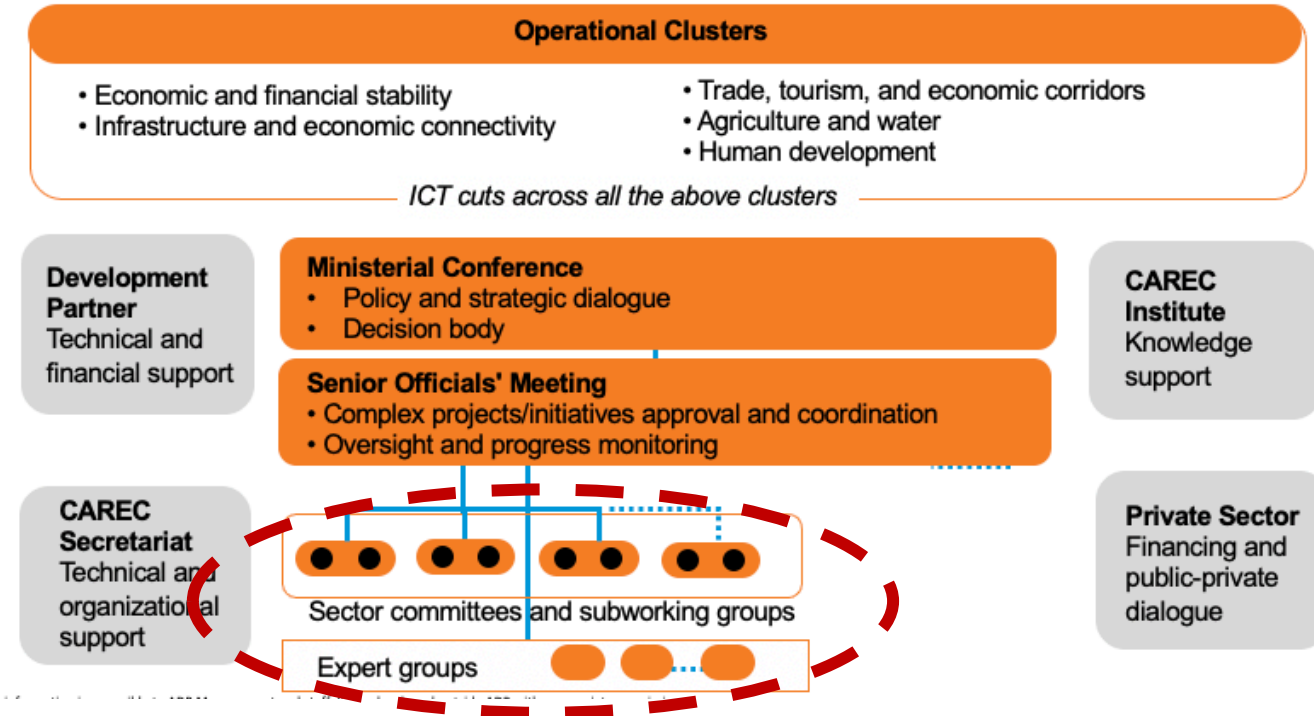 Operational Clusters
• Economic and financial stability
• Infrastructure and economic connectivity
• Trade, tourism, and economic corridors
• Agriculture and water
• Human development
ICT cuts across all the above clusters
Development
Partner
Technical and
financial support
Ministerial Conference
• Policy and strategic dialogue
• Decision body
CAREC
Institute
Knowledge
support
Senior Officials' Meeting
• Complex projects/initiatives approval and coordination
• Oversight and progress monitoring
CAREC
Secretariat
Technical and
organizational
support
Sector committees and subworking groups
Expert groups
Private Sector
Financing and
public-private
dialogue